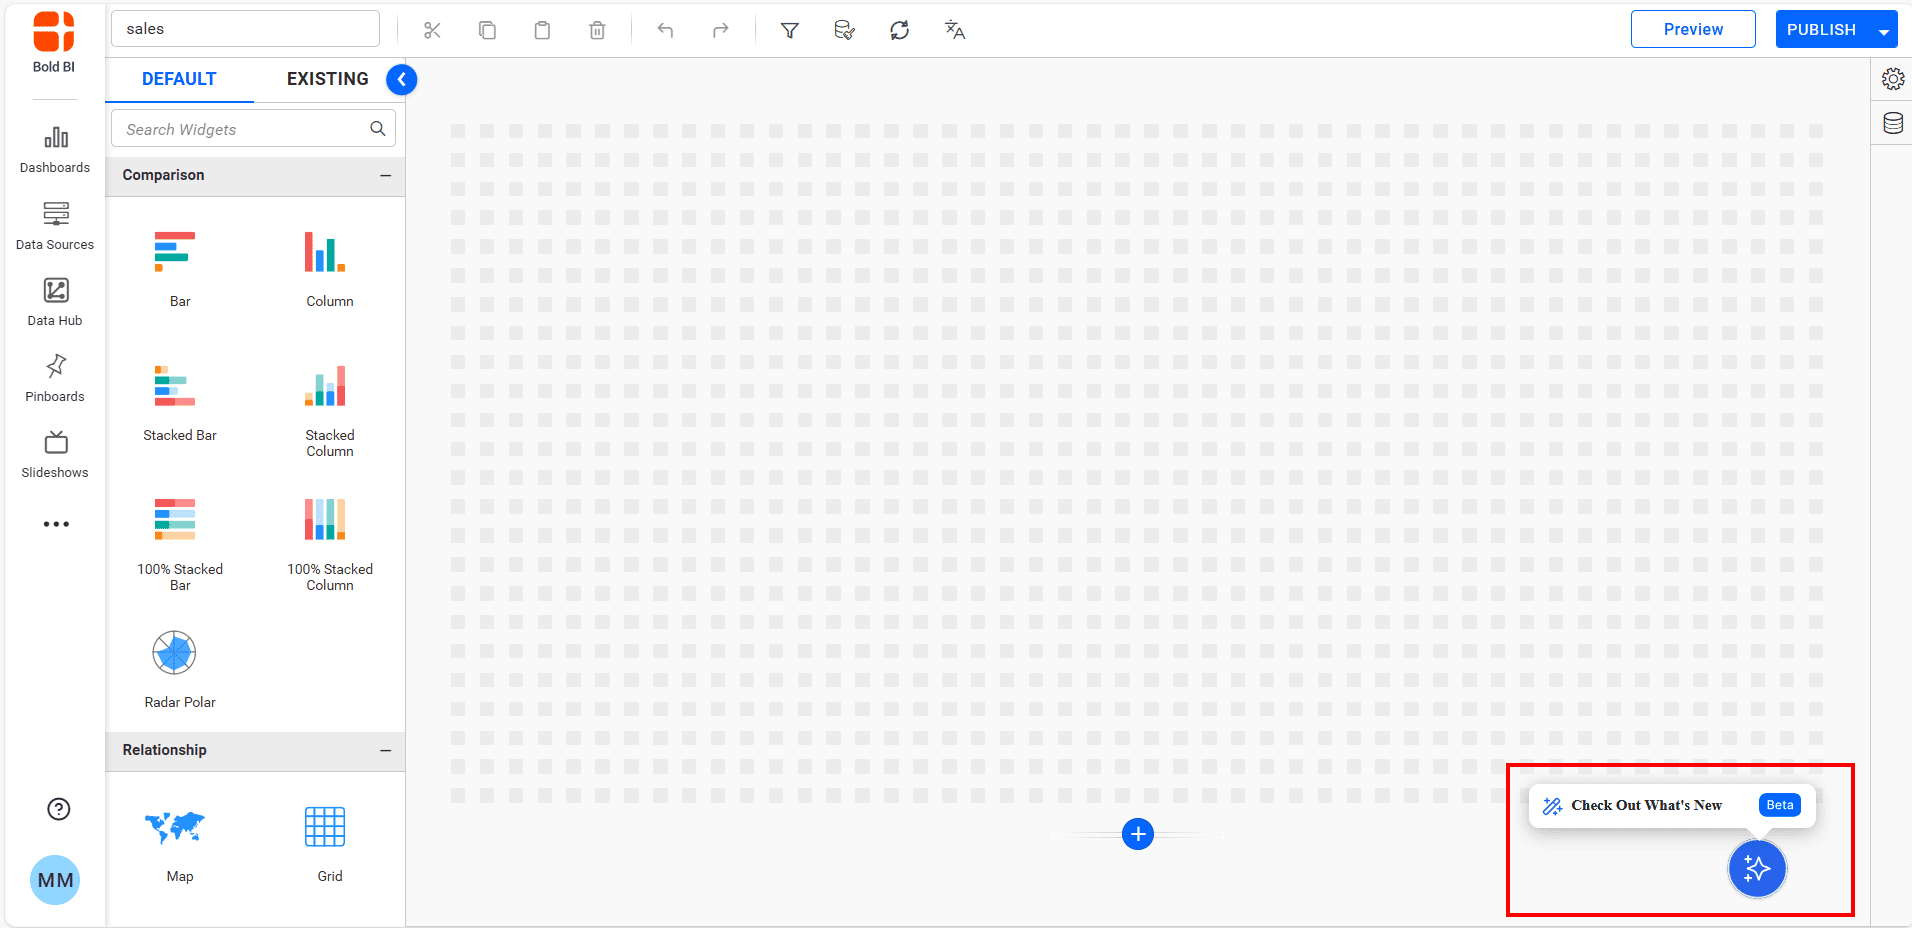 Bold BI
sales
Preview
PUBLISH
DEFAULT
EXISTING
Search Widgets
Dashboards
Data Sources
Data Hub
Pinboards
Slideshows
MM
Comparison
Bar
Column
Stacked Bar
Stacked
Column
100% Stacked
Bar
100% Stacked
Column
Radar Polar
Relationship
Map
Grid
Check Out What's New
Beta